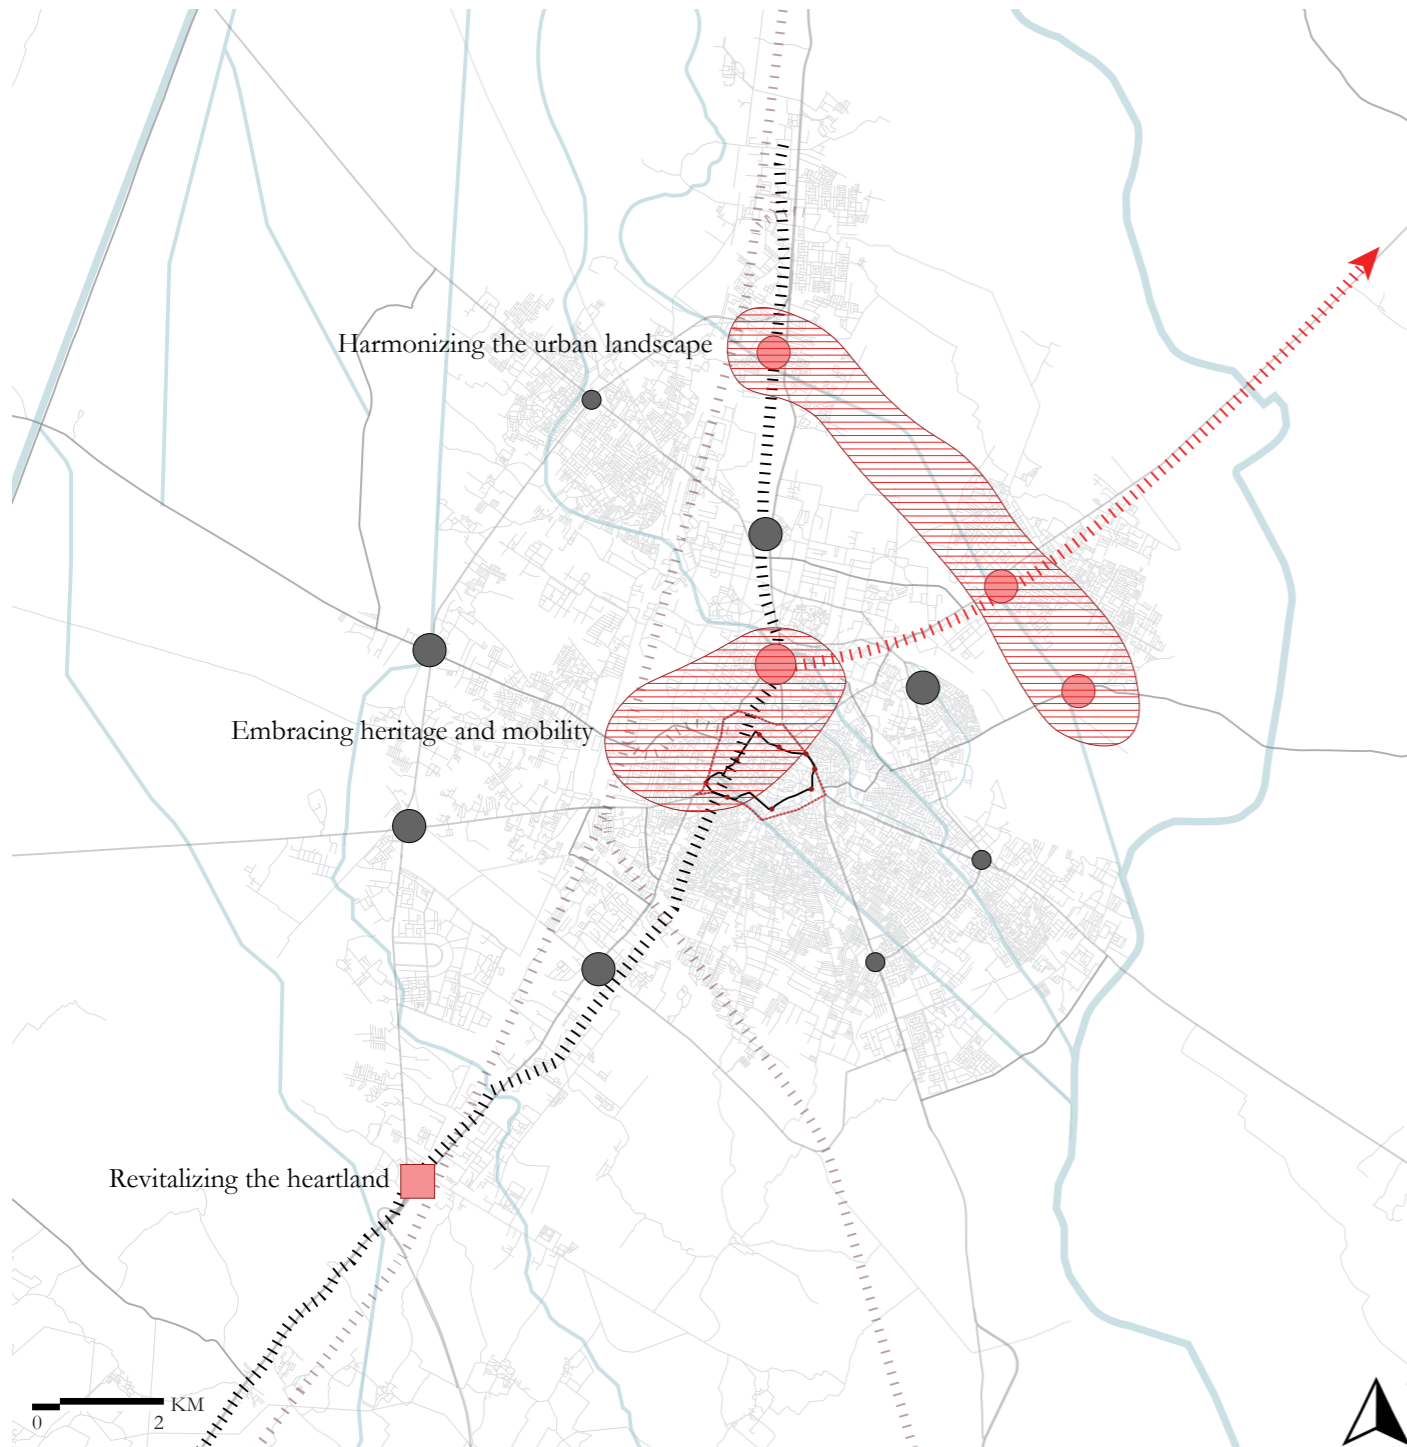 Harmonizing the urban landscape
Embracing heritage and mobility
Revitalizing the heartland
KM
0 2